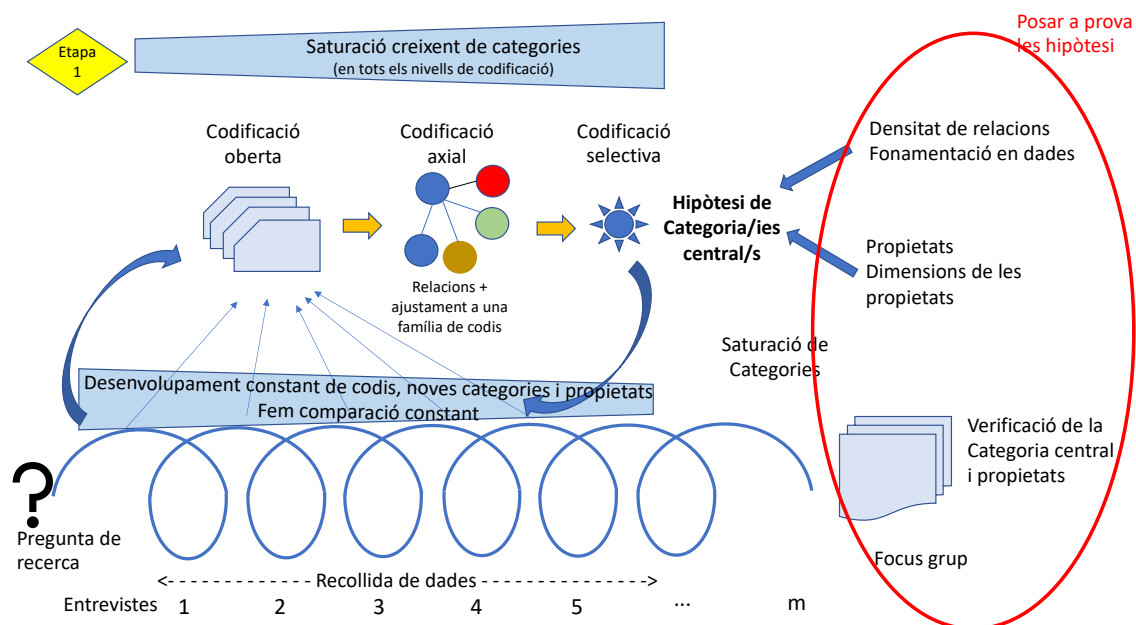 Posar a prova
les hipòtesi
Etapa
1
Saturació creixent de categories
(en tots els nivells de codificació)
Codificació
oberta
Codificació
axial
Codificació
selectiva
Densitat de relacions
Fonamentació en dades
Hipòtesi de
Categoria/ies
central/s
Propietats
Dimensions de les
propietats
Relacions +
ajustament a una
família de codis
Saturació de
Categories
Desenvolupament constant de codis, noves categories i propietats
Fem comparació constant
Verificació de la
Categoria central
i propietats
?
Pregunta de
recerca
Focus grup
<- - - - - - - - - - - - Recollida de dades - - - - - - - - - - - - ->
Entrevistes 1 2 3 4 5 ... m